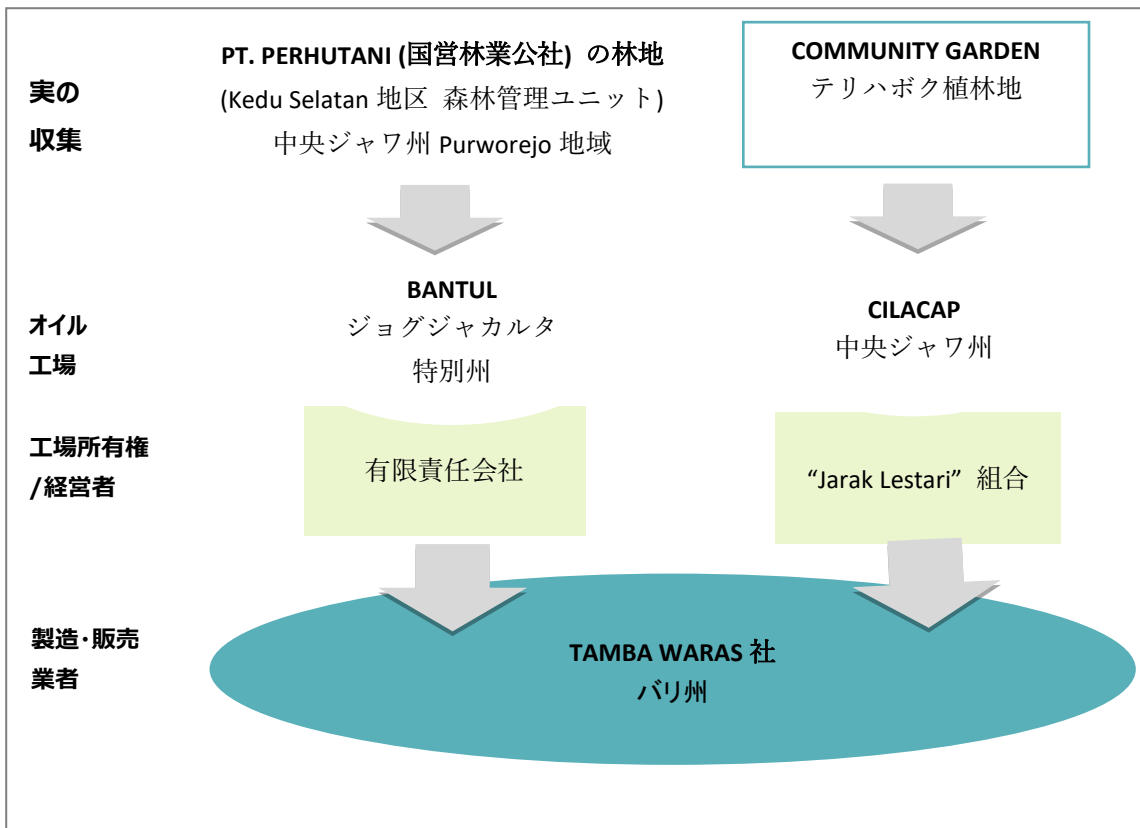 実の
収集
PT. PERHUTANI (国営林業公社) の林地
(Kedu Selatan 地区 森林管理ユニット)
中央ジャワ州 Purworejo 地域
COMMUNITY GARDEN
テリハボク植林地
オイル
工場
BANTUL
ジョグジャカルタ
特別州
CILACAP
中央ジャワ州
工場所有権
/経営者
有限責任会社
“Jarak Lestari” 組合
製造・販売
業者
TAMBA WARAS 社
バリ州